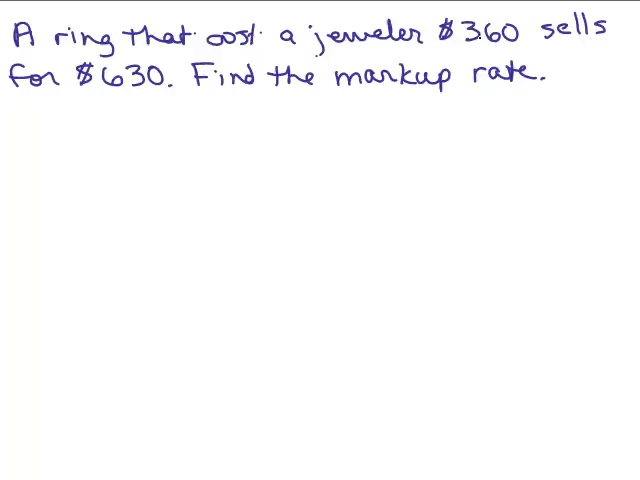 A ring that cost a jeweler $360 sells
for $630. Find the markup rate.